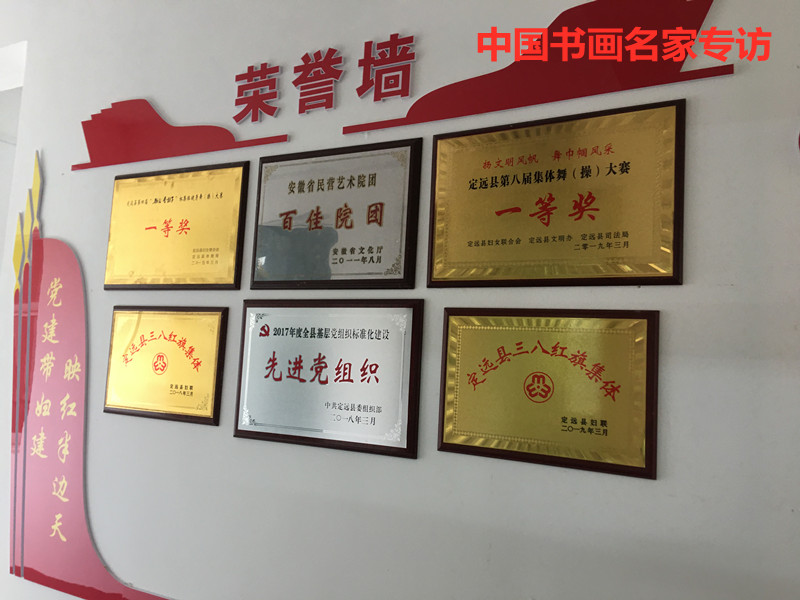 中国书画名家专访
荣誉墙
一等奖
安徽省民营艺术院团
百佳院团
安徽省文化厅
二〇一一年八月
扬文明风帆 舞巾帼风采
定远县第八届集体舞（操）大赛
一等奖
定远县妇女联合会 定远县文明办 定远县司法局
二零一九年三月
定远县三八红旗集体
定远县妇联
二〇一八年三月
2017年度全县基层党组织标准化建设
先进党组织
中共定远县委组织部
二〇一八年三月
定远县三八红旗集体
定远县妇联
二〇一九年三月
党建带妇建
映红半边天